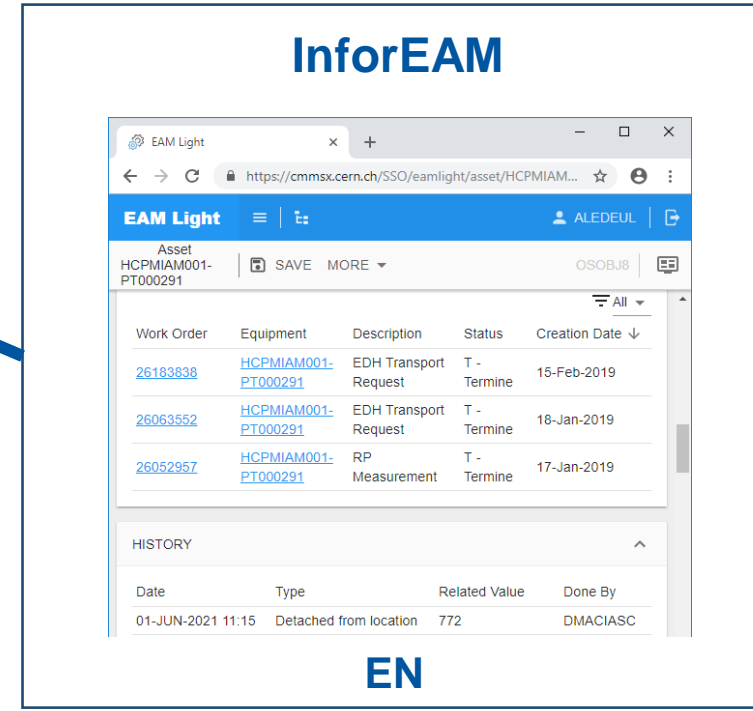 InforEAM
EAM Light
https://cmmsx.cern.ch/SSO/eamlight/asset/HCPMIAM...
EAM Light ALEDEUL
Asset
HCPMIAM001-
PT000291
SAVE MORE OSOBJ8
All
Work Order Equipment Description Status Creation Date
26183838 HCPMIAM001-PT000291 EDH Transport Request T - Termine 15-Feb-2019
26063552 HCPMIAM001-PT000291 EDH Transport Request T - Termine 18-Jan-2019
26052957 HCPMIAM001-PT000291 RP Measurement T - Termine 17-Jan-2019
HISTORY
Date Type Related Value Done By
01-JUN-2021 11:15 Detached from location 772 DMACIASC
EN